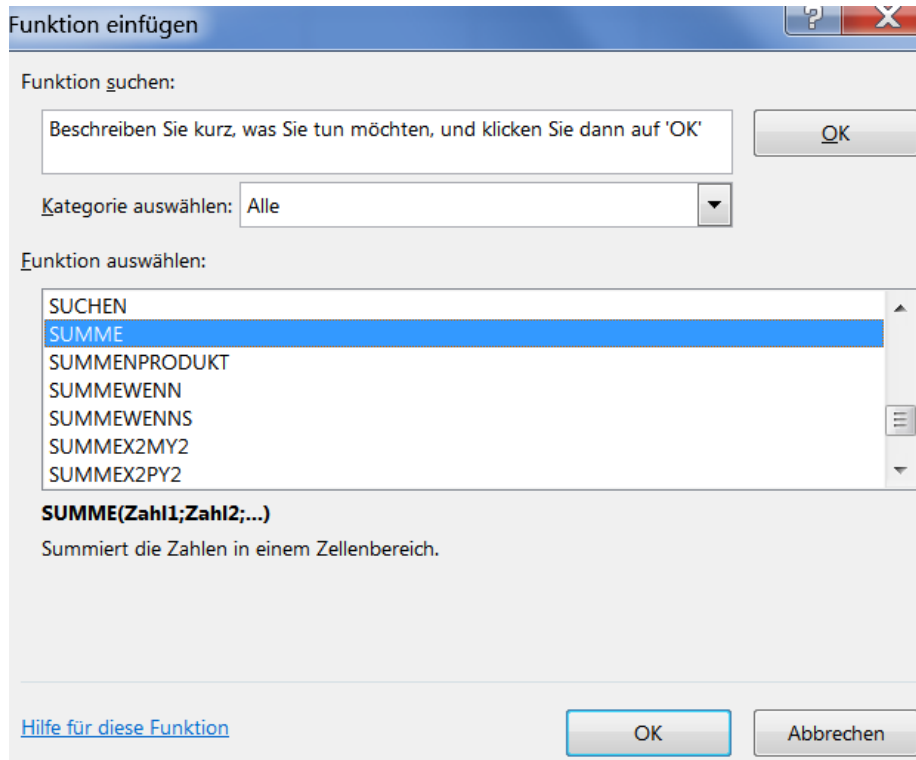 Funktion einfügen
Funktion suchen:
Beschreiben Sie kurz, was Sie tun möchten, und klicken Sie dann auf 'OK'
OK
Kategorie auswählen: Alle
Funktion auswählen:
SUCHEN
SUMME
SUMMENPRODUKT
SUMMEWENN
SUMMEWENNS
SUMMEX2MY2
SUMMEX2PY2
SUMME(Zahl1;Zahl2;...)
Summiert die Zahlen in einem Zellenbereich.
Hilfe für diese Funktion
OK
Abbrechen